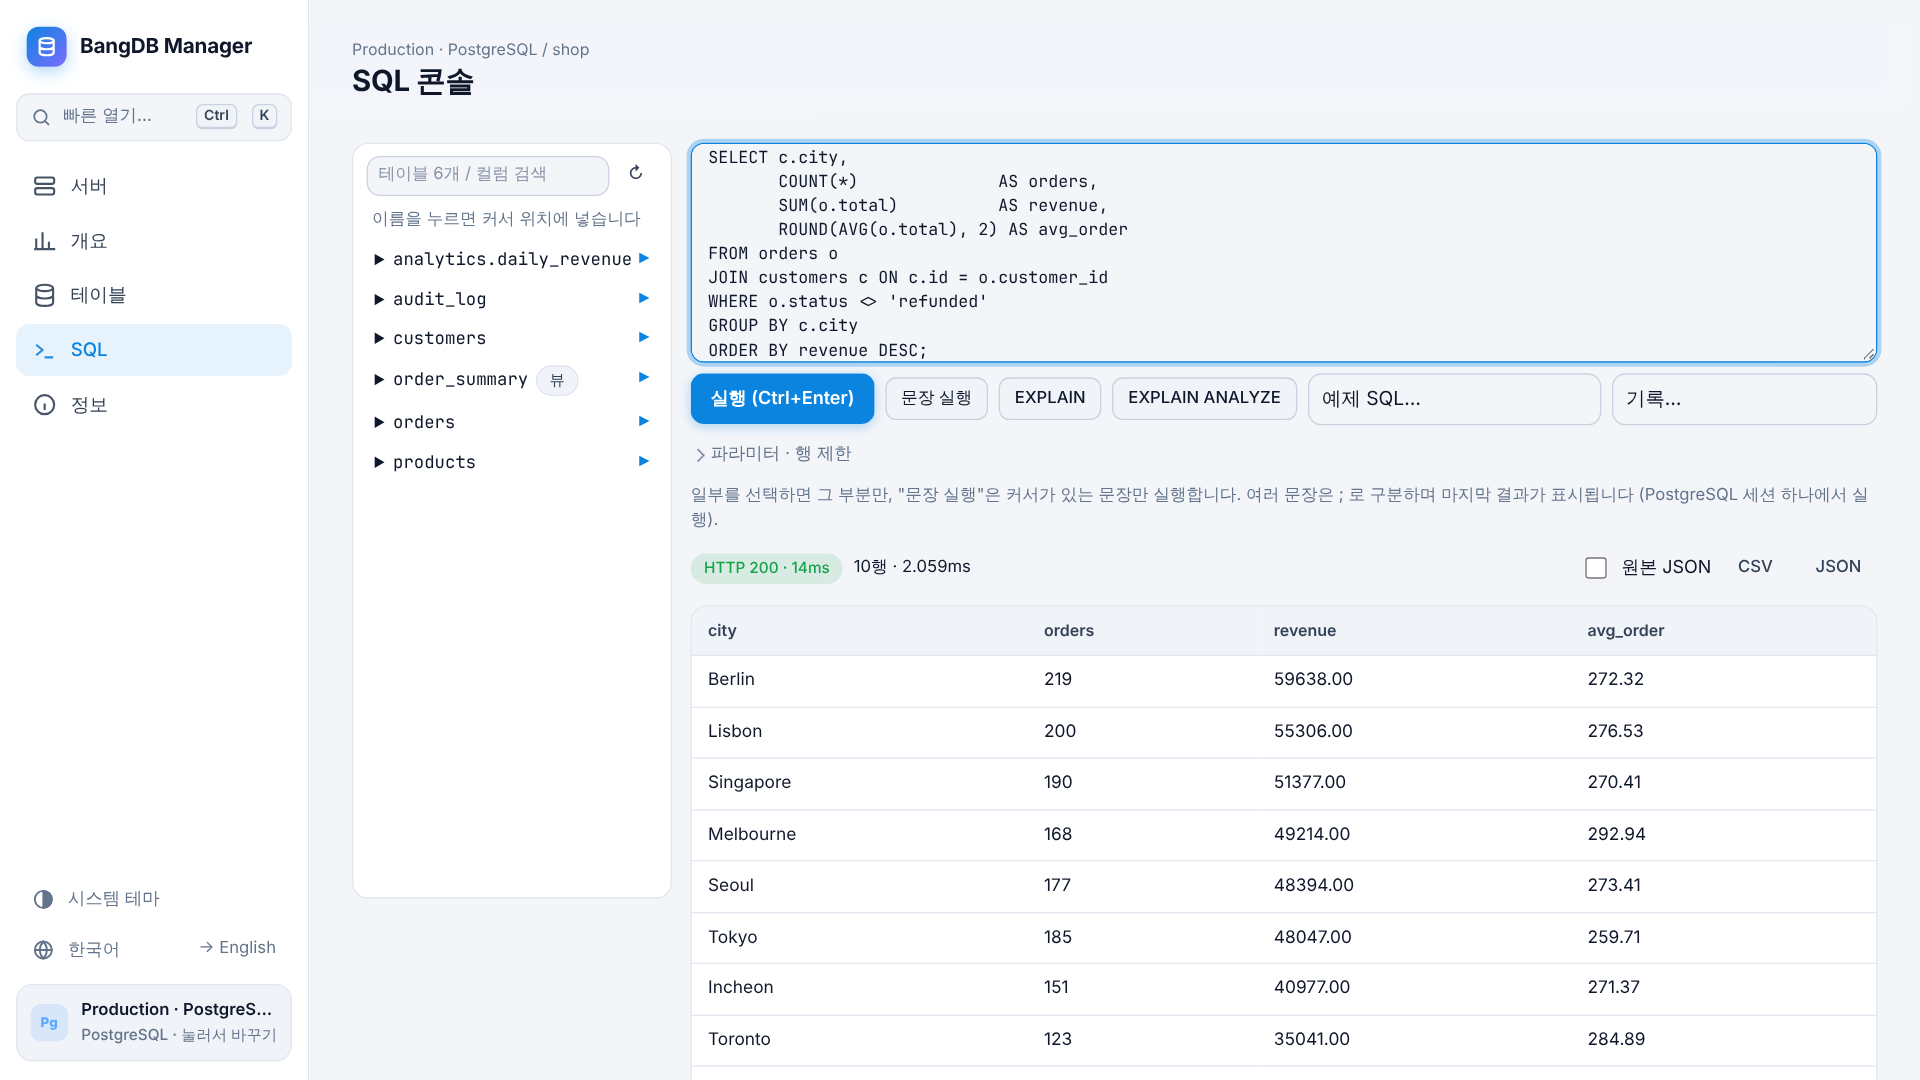 BangDB Manager
빠른 열기... Ctrl K
서버
개요
테이블
SQL
정보
시스템 테마
한국어 → English
Pg
Production · PostgreS...
PostgreSQL · 눌러서 바꾸기
Production · PostgreSQL / shop
SQL 콘솔
테이블 6개 / 컬럼 검색
이름을 누르면 커서 위치에 넣습니다
analytics.daily_revenue
audit_log
customers
order_summary 뷰
orders
products
SELECT c.city,
       COUNT(*)              AS orders,
       SUM(o.total)          AS revenue,
       ROUND(AVG(o.total), 2) AS avg_order
FROM orders o
JOIN customers c ON c.id = o.customer_id
WHERE o.status <> 'refunded'
GROUP BY c.city
ORDER BY revenue DESC;
실행 (Ctrl+Enter) 문장 실행 EXPLAIN EXPLAIN ANALYZE 예제 SQL... 기록...
파라미터 · 행 제한
일부를 선택하면 그 부분만, "문장 실행"은 커서가 있는 문장만 실행합니다. 여러 문장은 ; 로 구분하며 마지막 결과가 표시됩니다 (PostgreSQL 세션 하나에서 실
행).
HTTP 200 · 14ms 10행 · 2.059ms 원본 JSON CSV JSON
city orders revenue avg_order
Berlin 219 59638.00 272.32
Lisbon 200 55306.00 276.53
Singapore 190 51377.00 270.41
Melbourne 168 49214.00 292.94
Seoul 177 48394.00 273.41
Tokyo 185 48047.00 259.71
Incheon 151 40977.00 271.37
Toronto 123 35041.00 284.89